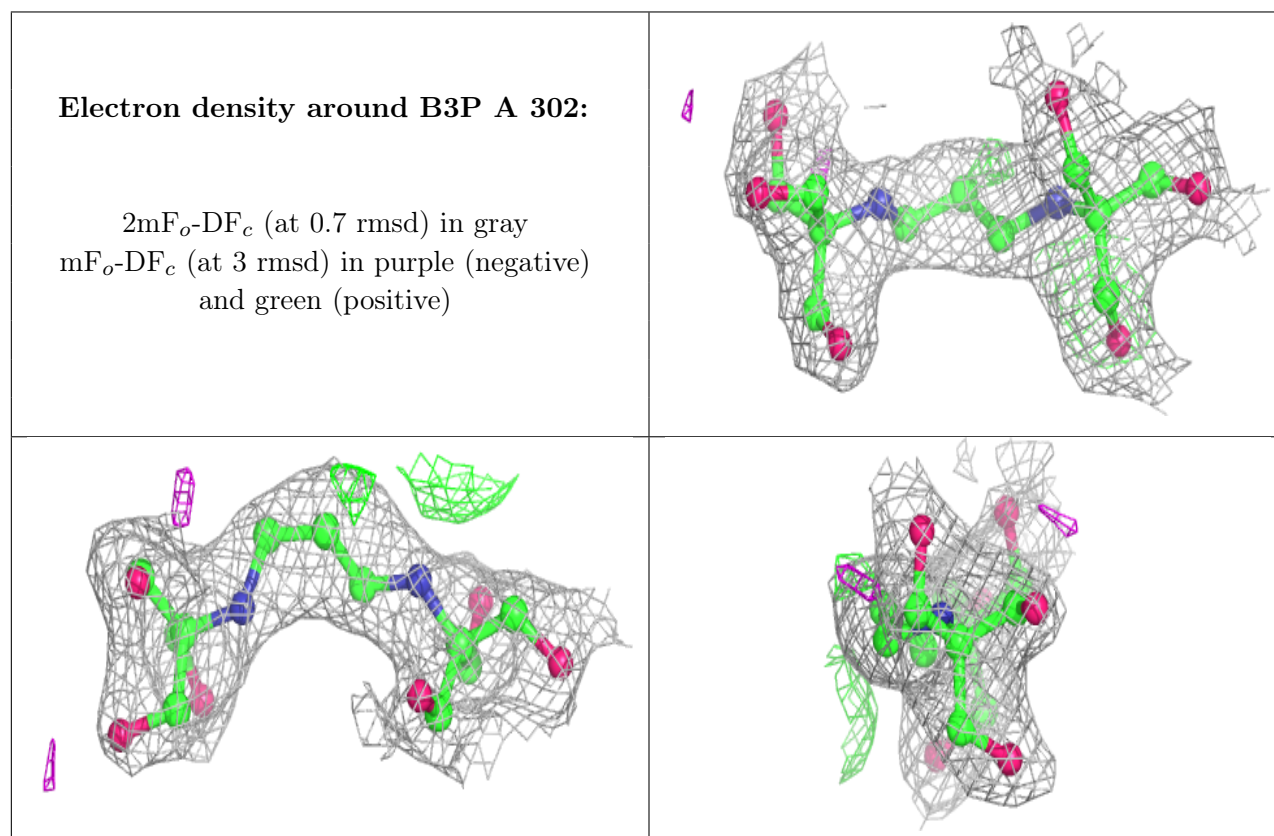 Electron density around B3P A 302:
2mFₒ-DF𝒸 (at 0.7 rmsd) in gray
mFₒ-DF𝒸 (at 3 rmsd) in purple (negative)
and green (positive)